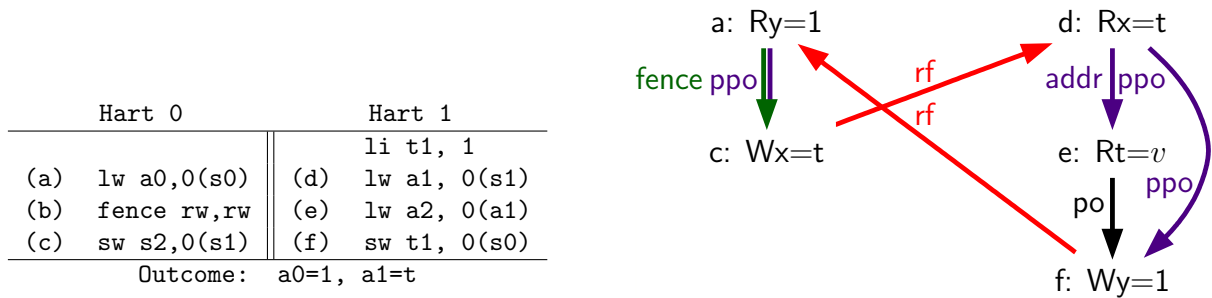 Hart 0 Hart 1
li t1, 1
(a) lw a0,0(s0) (d) lw a1, 0(s1)
(b) fence rw,rw (e) lw a2, 0(a1)
(c) sw s2,0(s1) (f) sw t1, 0(s0)
Outcome: a0=1, a1=t
a: Ry=1 d: Rx=t
fence ppo rf addr ppo
rf
c: Wx=t e: Rt=v
po ppo
f: Wy=1